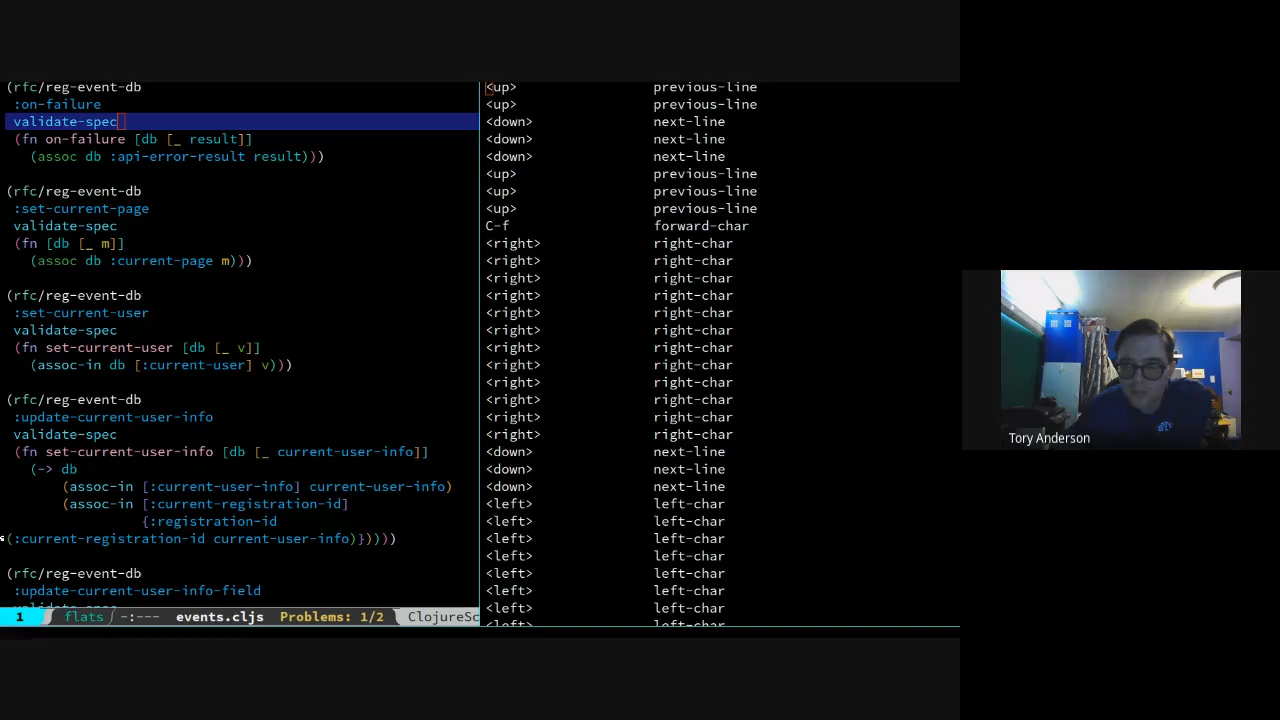 (rfc/reg-event-db
:on-failure
validate-spec
(fn on-failure [db [_ result]]
(assoc db :api-error-result result)))
(rfc/reg-event-db
:set-current-page
validate-spec
(fn [db [_ m]]
(assoc db :current-page m)))
(rfc/reg-event-db
:set-current-user
validate-spec
(fn set-current-user [db [_ v]]
(assoc-in db [:current-user] v)))
(rfc/reg-event-db
:update-current-user-info
validate-spec
(fn set-current-user-info [db [_ current-user-info]]
(-> db
(assoc-in [:current-user-info] current-user-info)
(assoc-in [:current-registration-id]
{:registration-id
(:current-registration-id current-user-info)}))))
(rfc/reg-event-db
:update-current-user-info-field
validate-spec
1 flats -:--- events.cljs Problems: 1/2 ClojureSc
<up> previous-line
<up> previous-line
<down> next-line
<down> next-line
<down> next-line
<up> previous-line
<up> previous-line
<up> previous-line
C-f forward-char
<right> right-char
<right> right-char
<right> right-char
<right> right-char
<right> right-char
<right> right-char
<right> right-char
<right> right-char
<right> right-char
<right> right-char
<right> right-char
<right> right-char
<down> next-line
<down> next-line
<down> next-line
<left> left-char
<left> left-char
<left> left-char
<left> left-char
<left> left-char
<left> left-char
<left> left-char
<left> left-char
Tory Anderson